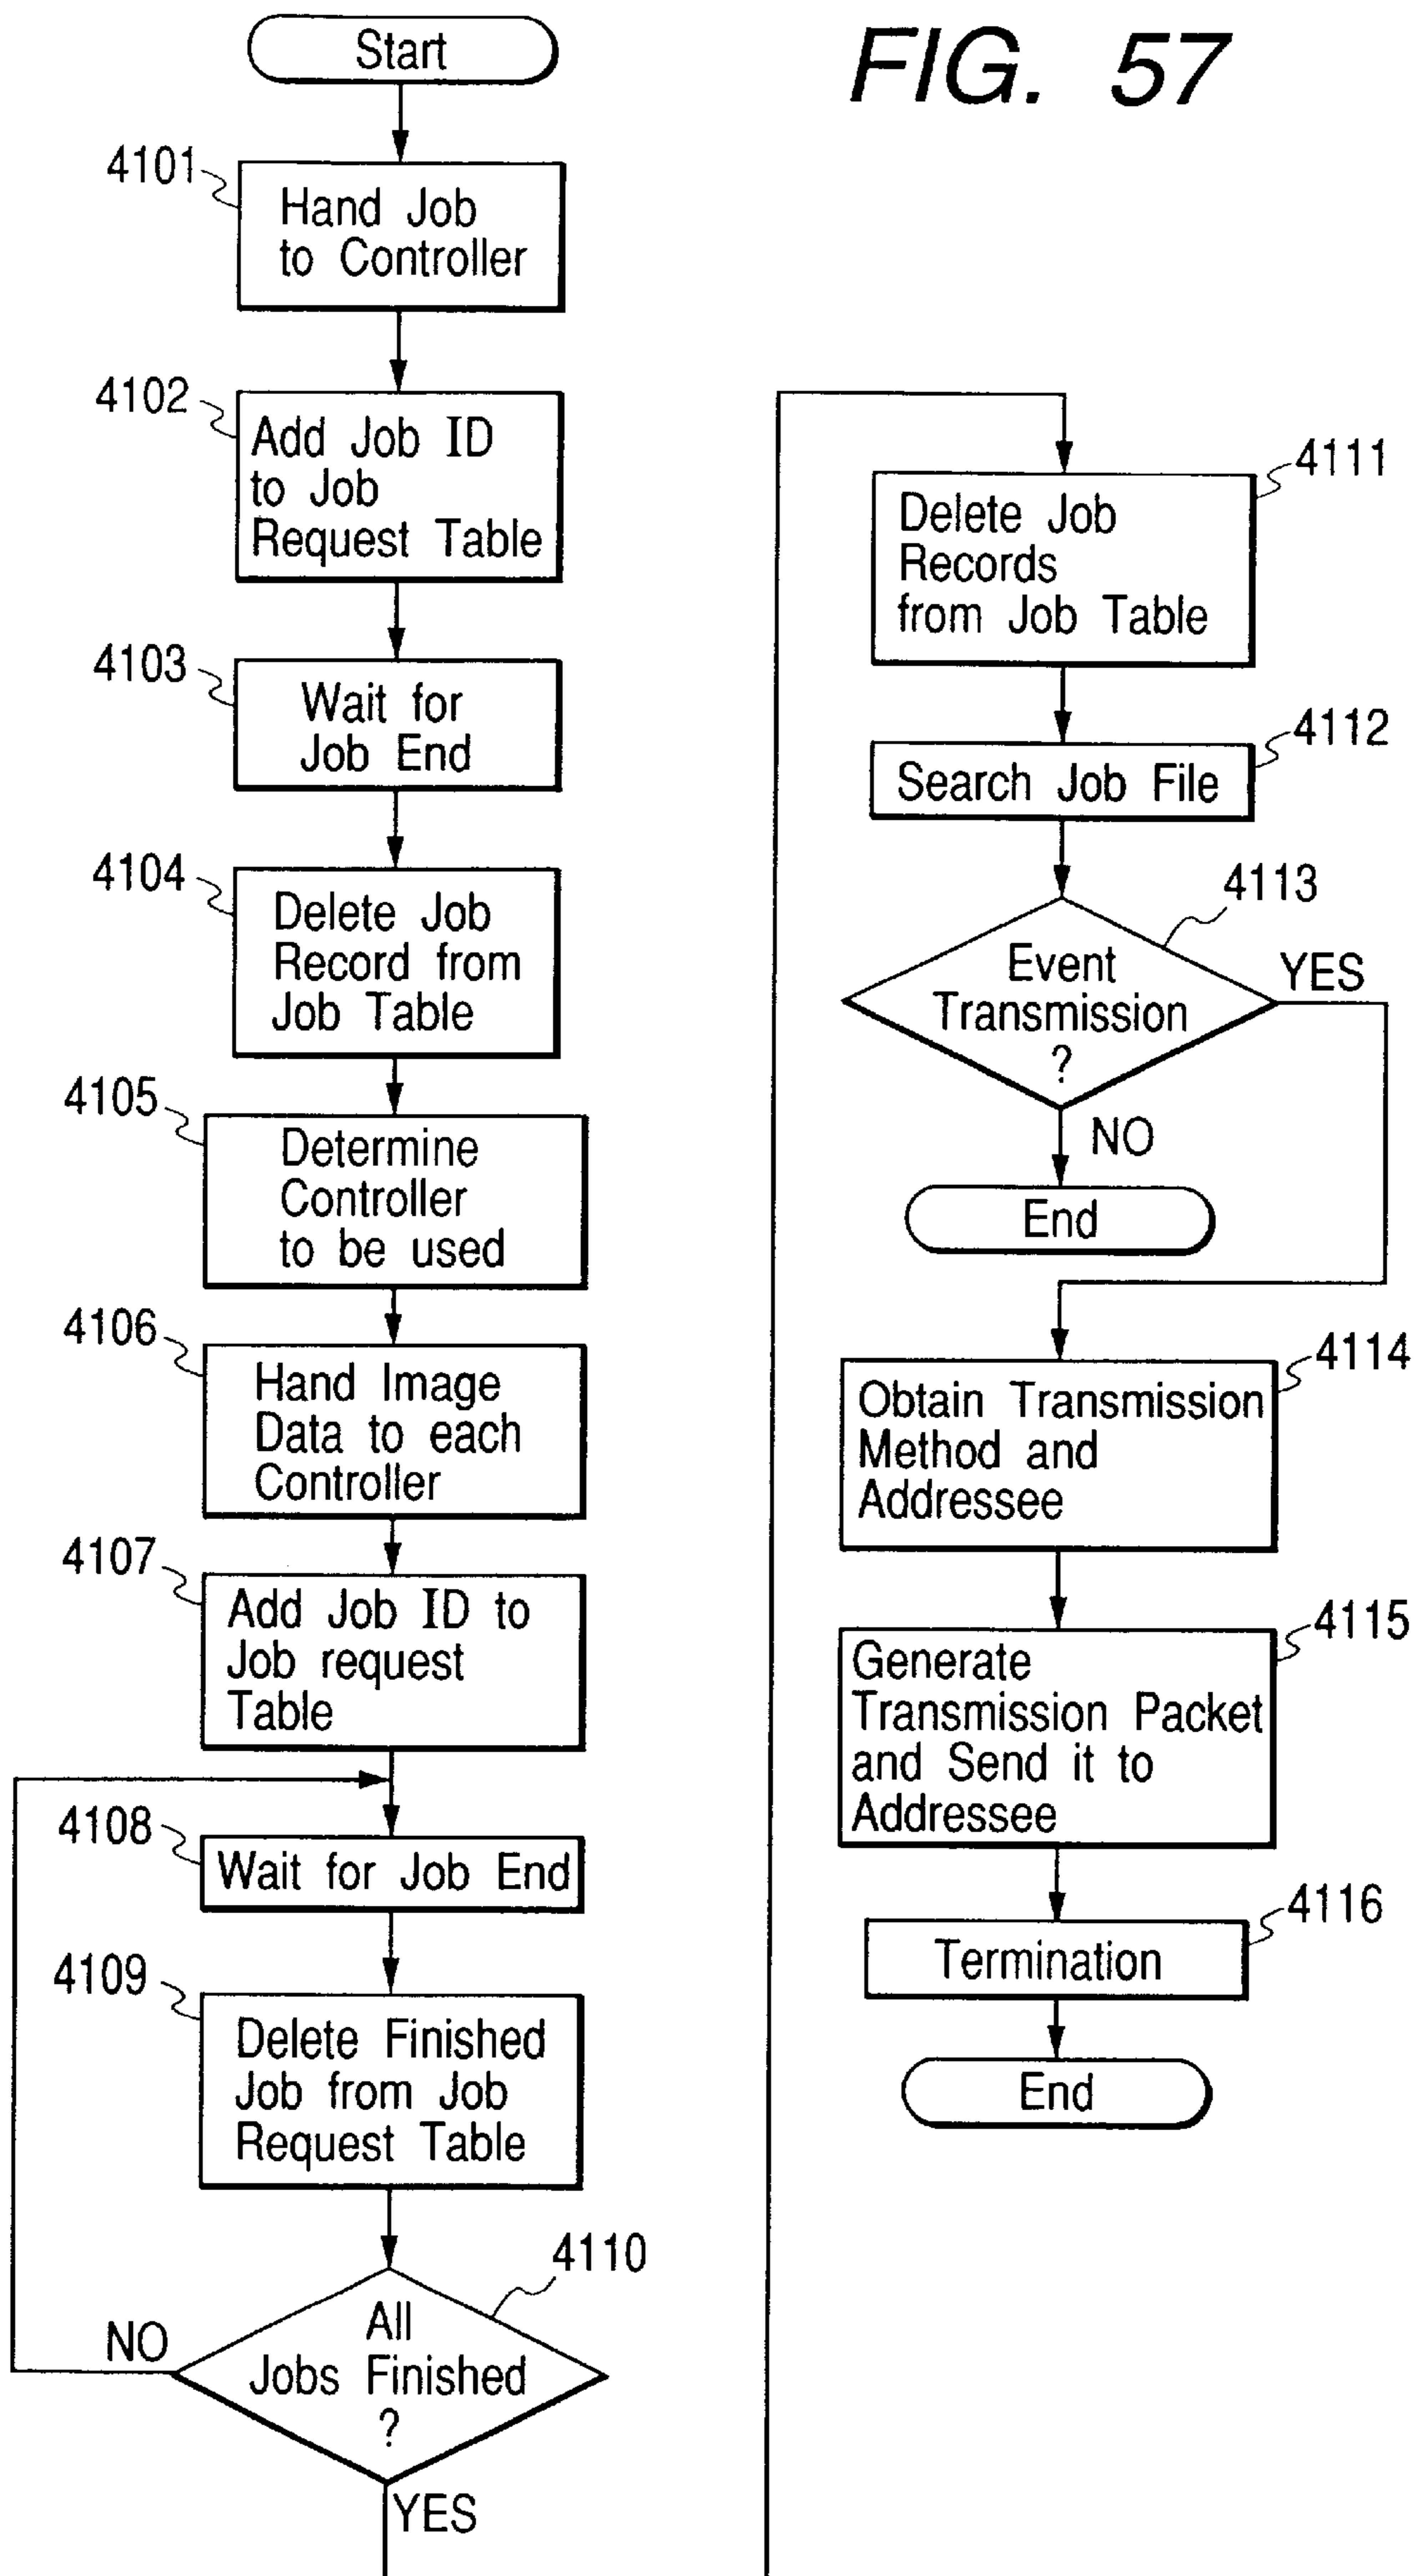 FIG. 57
Start
4101
Hand Job
to Controller
4102
Add Job ID
to Job
Request Table
4103
Wait for
Job End
4104
Delete Job
Record from
Job Table
4105
Determine
Controller
to be used
4106
Hand Image
Data to each
Controller
4107
Add Job ID to
Job request
Table
4108
Wait for Job End
4109
Delete Finished
Job from Job
Request Table
4110
All
Jobs Finished
?
NO
YES
4111
Delete Job
Records
from Job Table
4112
Search Job File
4113
Event
Transmission
?
YES
NO
End
4114
Obtain Transmission
Method and
Addressee
4115
Generate
Transmission Packet
and Send it to
Addressee
4116
Termination
End